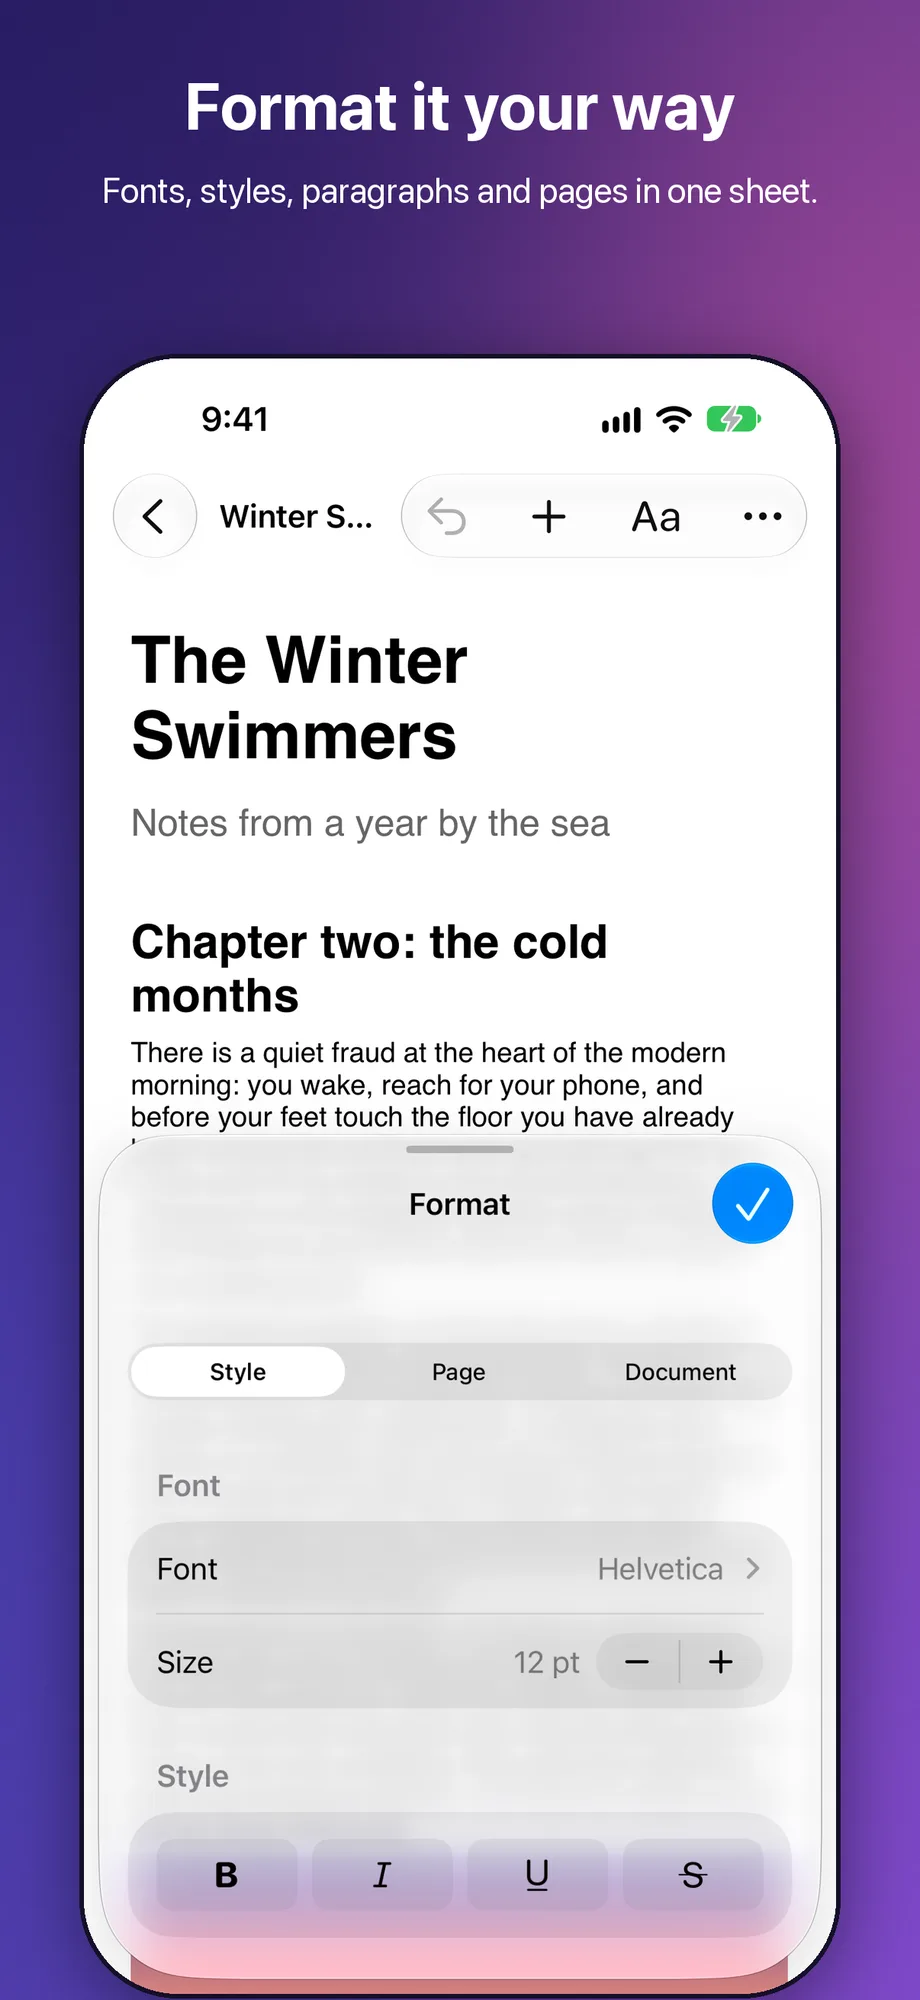 Format it your way
Fonts, styles, paragraphs and pages in one sheet.
9:41
Winter S...
Aa
The Winter
Swimmers
Notes from a year by the sea
Chapter two: the cold
months
There is a quiet fraud at the heart of the modern
morning: you wake, reach for your phone, and
before your feet touch the floor you have already
Format
Style
Page
Document
Font
Font
Helvetica
Size
12 pt
Style
B
I
U
S